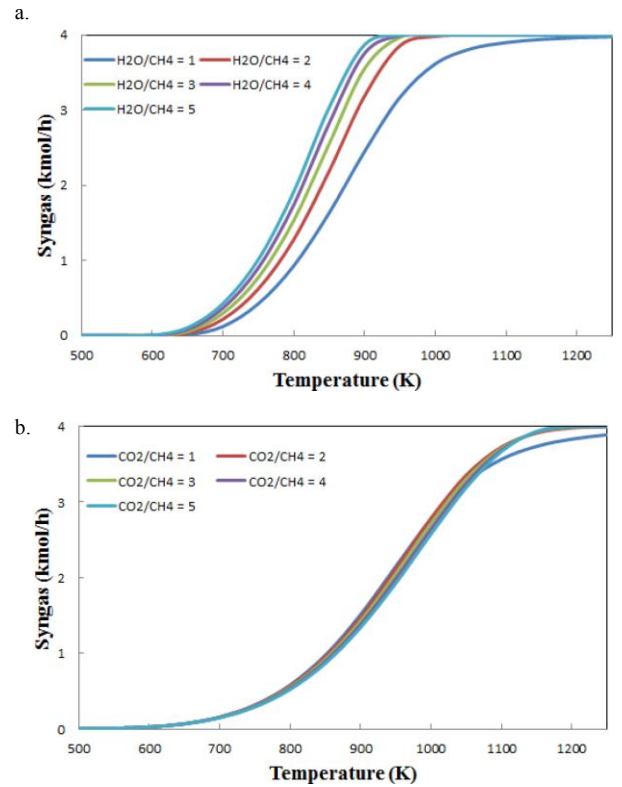 a.
4
3
2
1
0
H2O/CH4 = 1 H2O/CH4 = 2
H2O/CH4 = 3 H2O/CH4 = 4
H2O/CH4 = 5
Syngas (kmol/h)
500 600 700 800 900 1000 1100 1200
Temperature (K)
b.
4
3
2
1
0
CO2/CH4 = 1 CO2/CH4 = 2
CO2/CH4 = 3 CO2/CH4 = 4
CO2/CH4 = 5
Syngas (kmol/h)
500 600 700 800 900 1000 1100 1200
Temperature (K)